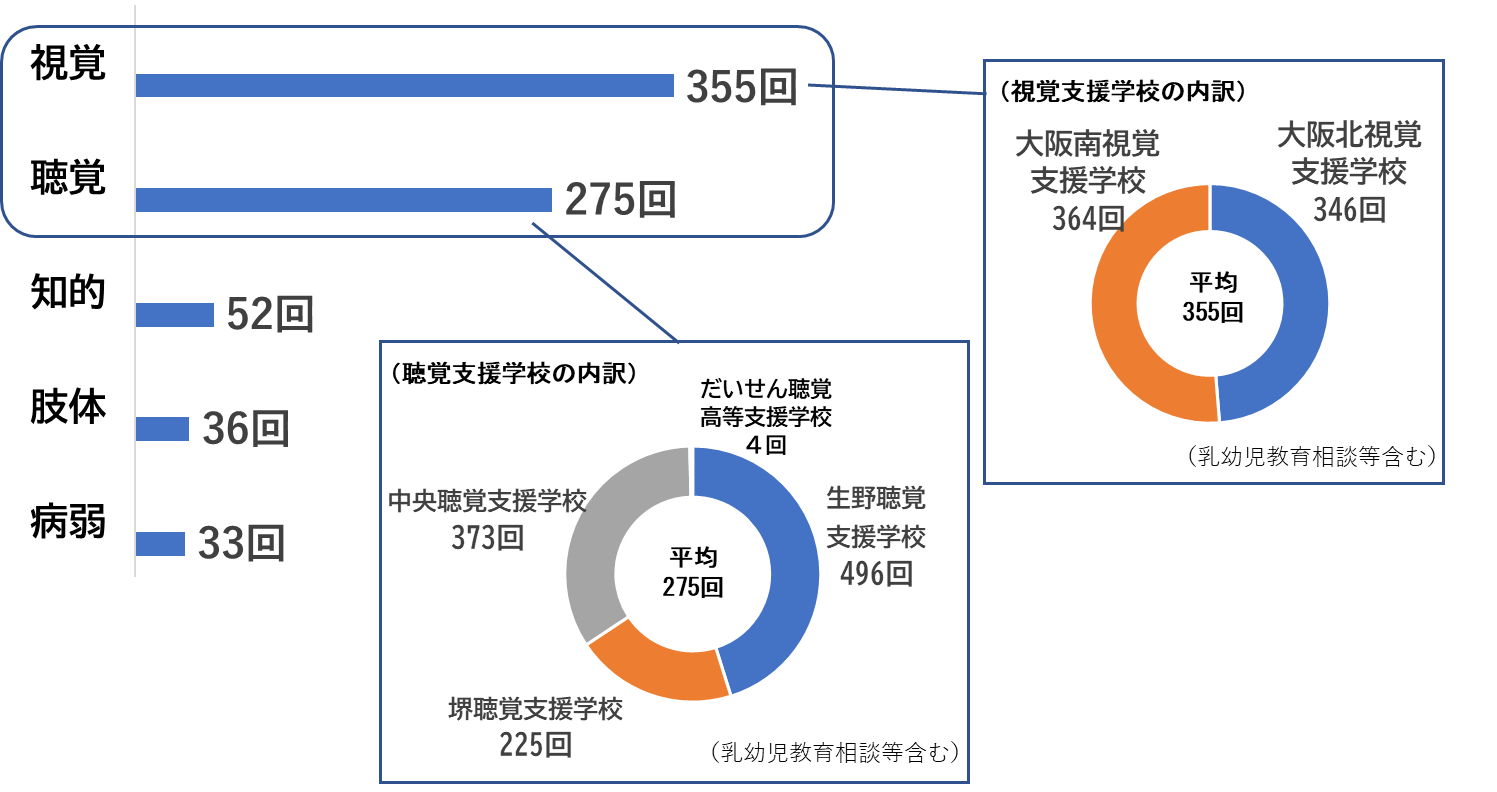 視覚
355回
聴覚
275回
知的
52回
肢体
36回
病弱
33回
（視覚支援学校の内訳）
大阪南視覚
支援学校
364回
大阪北視覚
支援学校
346回
平均
355回
（乳幼児教育相談等含む）
（聴覚支援学校の内訳）
だいせん聴覚
高等支援学校
４回
中央聴覚支援学校
373回
生野聴覚
支援学校
496回
平均
275回
堺聴覚支援学校
225回
（乳幼児教育相談等含む）